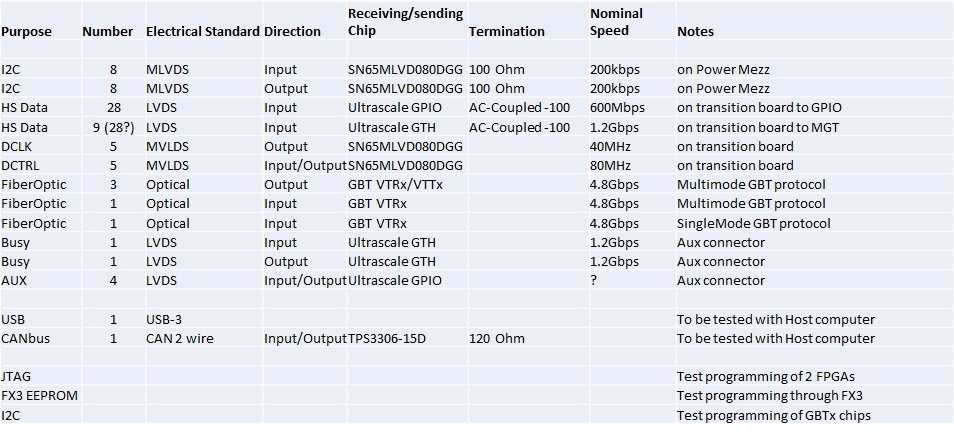 Purpose Number Electrical Standard Direction Receiving/sending Chip Termination Nominal Speed Notes
I2C 8 MLVDS Input SN65MLVD080DGG 100 Ohm 200kbps on Power Mezz
I2C 8 MLVDS Output SN65MLVD080DGG 100 Ohm 200kbps on Power Mezz
HS Data 28 LVDS Input Ultrascale GPIO AC-Coupled -100 600Mbps on transition board to GPIO
HS Data 9 (28?) LVDS Input Ultrascale GTH AC-Coupled -100 1.2Gbps on transition board to MGT
DCLK 5 MVLDS Output SN65MLVD080DGG 40MHz on transition board
DCTRL 5 MVLDS Input/Output SN65MLVD080DGG 80MHz on transition board
FiberOptic 3 Optical Output GBT VTRx/VTTx 4.8Gbps Multimode GBT protocol
FiberOptic 1 Optical Input GBT VTRx 4.8Gbps Multimode GBT protocol
FiberOptic 1 Optical Input GBT VTRx 4.8Gbps SingleMode GBT protocol
Busy 1 LVDS Input Ultrascale GTH 1.2Gbps Aux connector
Busy 1 LVDS Output Ultrascale GTH 1.2Gbps Aux connector
AUX 4 LVDS Input/Output Ultrascale GPIO ? Aux connector
USB 1 USB-3 To be tested with Host computer
CANbus 1 CAN 2 wire Input/Output TPS3306-15D 120 Ohm To be tested with Host computer
JTAG Test programming of 2 FPGAs
FX3 EEPROM Test programming through FX3
I2C Test programming of GBTx chips